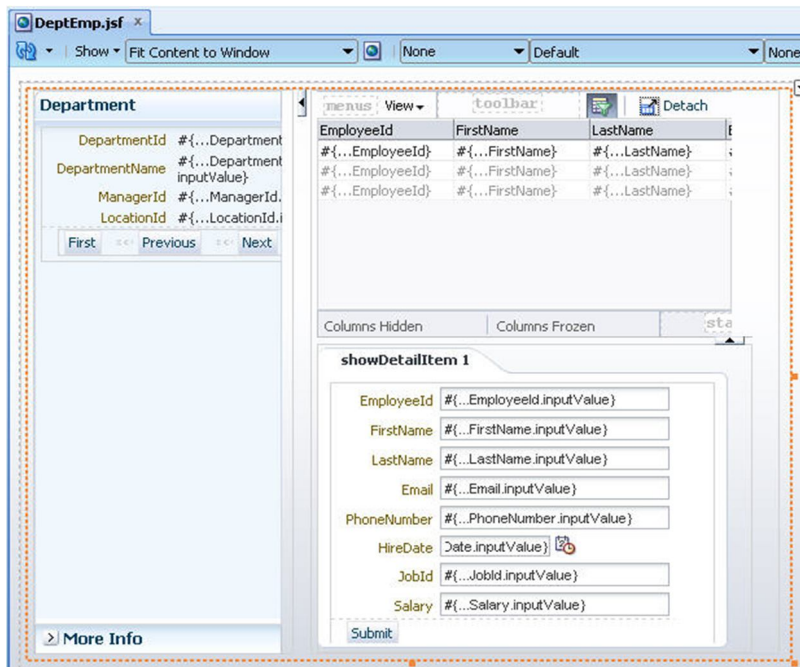 DeptEmp.jsf
Show Fit Content to Window None Default None
Department
DepartmentId #{...Department
DepartmentName #{...Department
inputValue}
ManagerId #{...ManagerId.
LocationId #{...LocationId.i
First Previous Next
More Info
menus View toolbar Detach
EmployeeId FirstName LastName E
#{...EmployeeId} #{...FirstName} #{...LastName}
#{...EmployeeId} #{...FirstName} #{...LastName}
#{...EmployeeId} #{...FirstName} #{...LastName}
Columns Hidden Columns Frozen sta
showDetailItem 1
EmployeeId #{...EmployeeId.inputValue}
FirstName #{...FirstName.inputValue}
LastName #{...LastName.inputValue}
Email #{...Email.inputValue}
PhoneNumber #{...PhoneNumber.inputValue}
HireDate Date.inputValue}
JobId #{...JobId.inputValue}
Salary #{...Salary.inputValue}
Submit